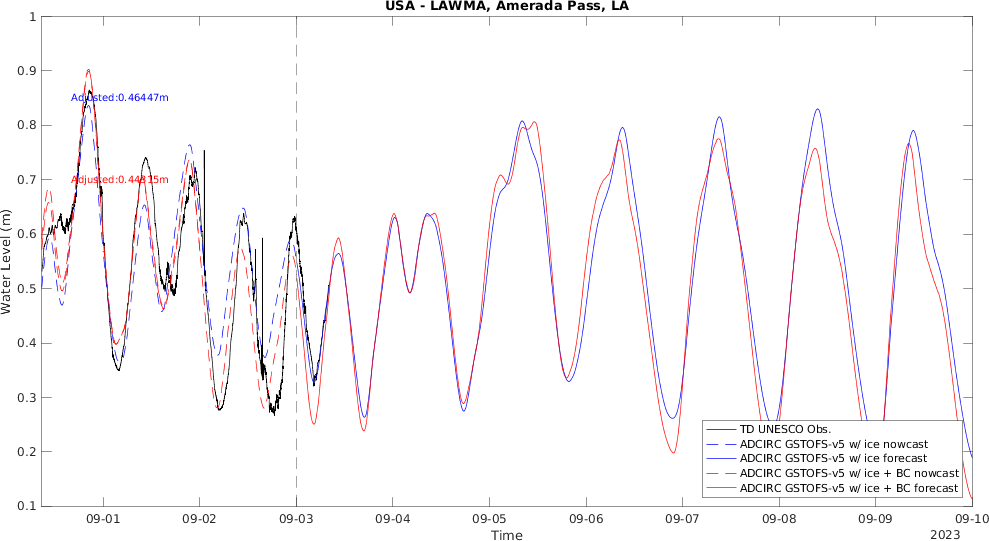 USA - LAWMA, Amerada Pass, LA
1
0.9
0.8
0.7
0.6
0.5
0.4
0.3
0.2
0.1
Water Level (m)
Adjusted:0.46447m
Adjusted:0.44315m
TD UNESCO Obs.
ADCIRC GSTOFS-v5 w/ ice nowcast
ADCIRC GSTOFS-v5 w/ ice forecast
ADCIRC GSTOFS-v5 w/ ice + BC nowcast
ADCIRC GSTOFS-v5 w/ ice + BC forecast
09-01 09-02 09-03 09-04 09-05 09-06 09-07 09-08 09-09 09-10
Time
2023